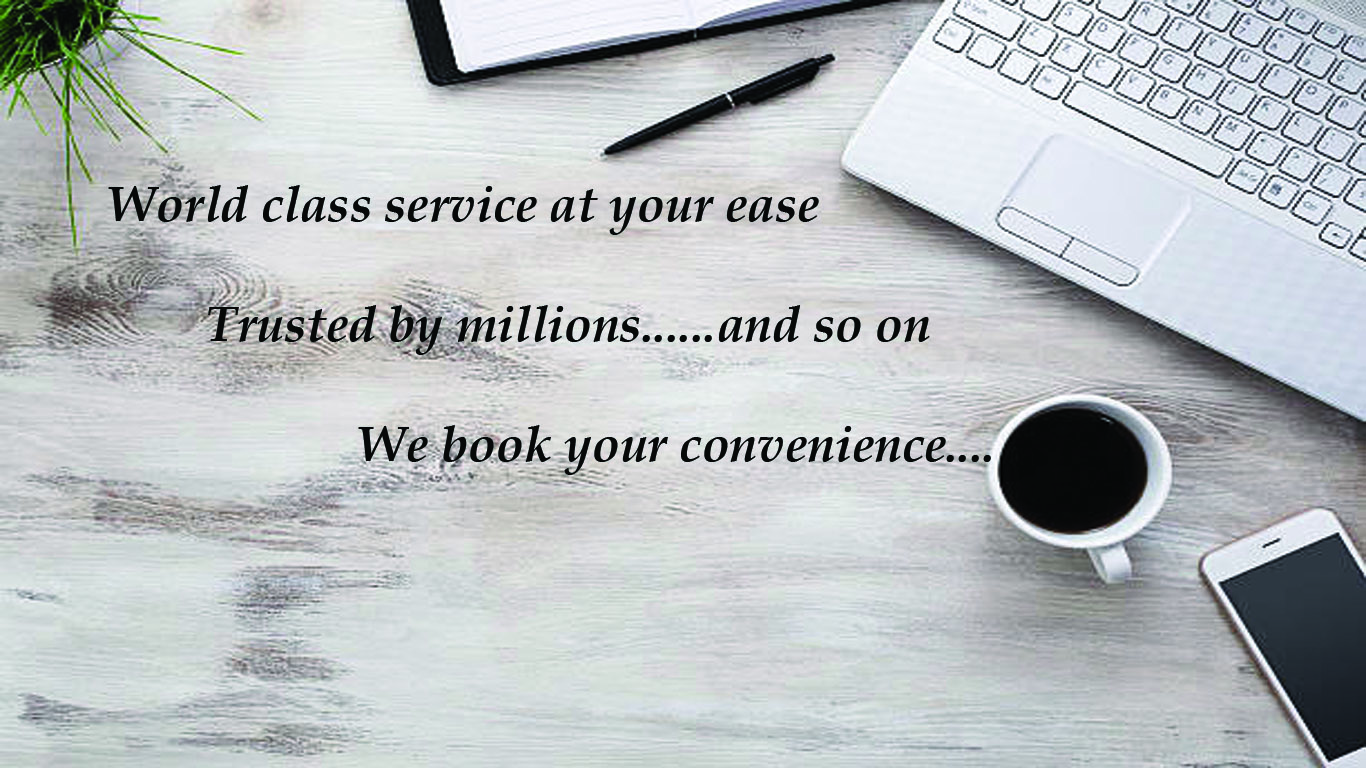 World class service at your ease
Trusted by millions......and so on
We book your convenience....